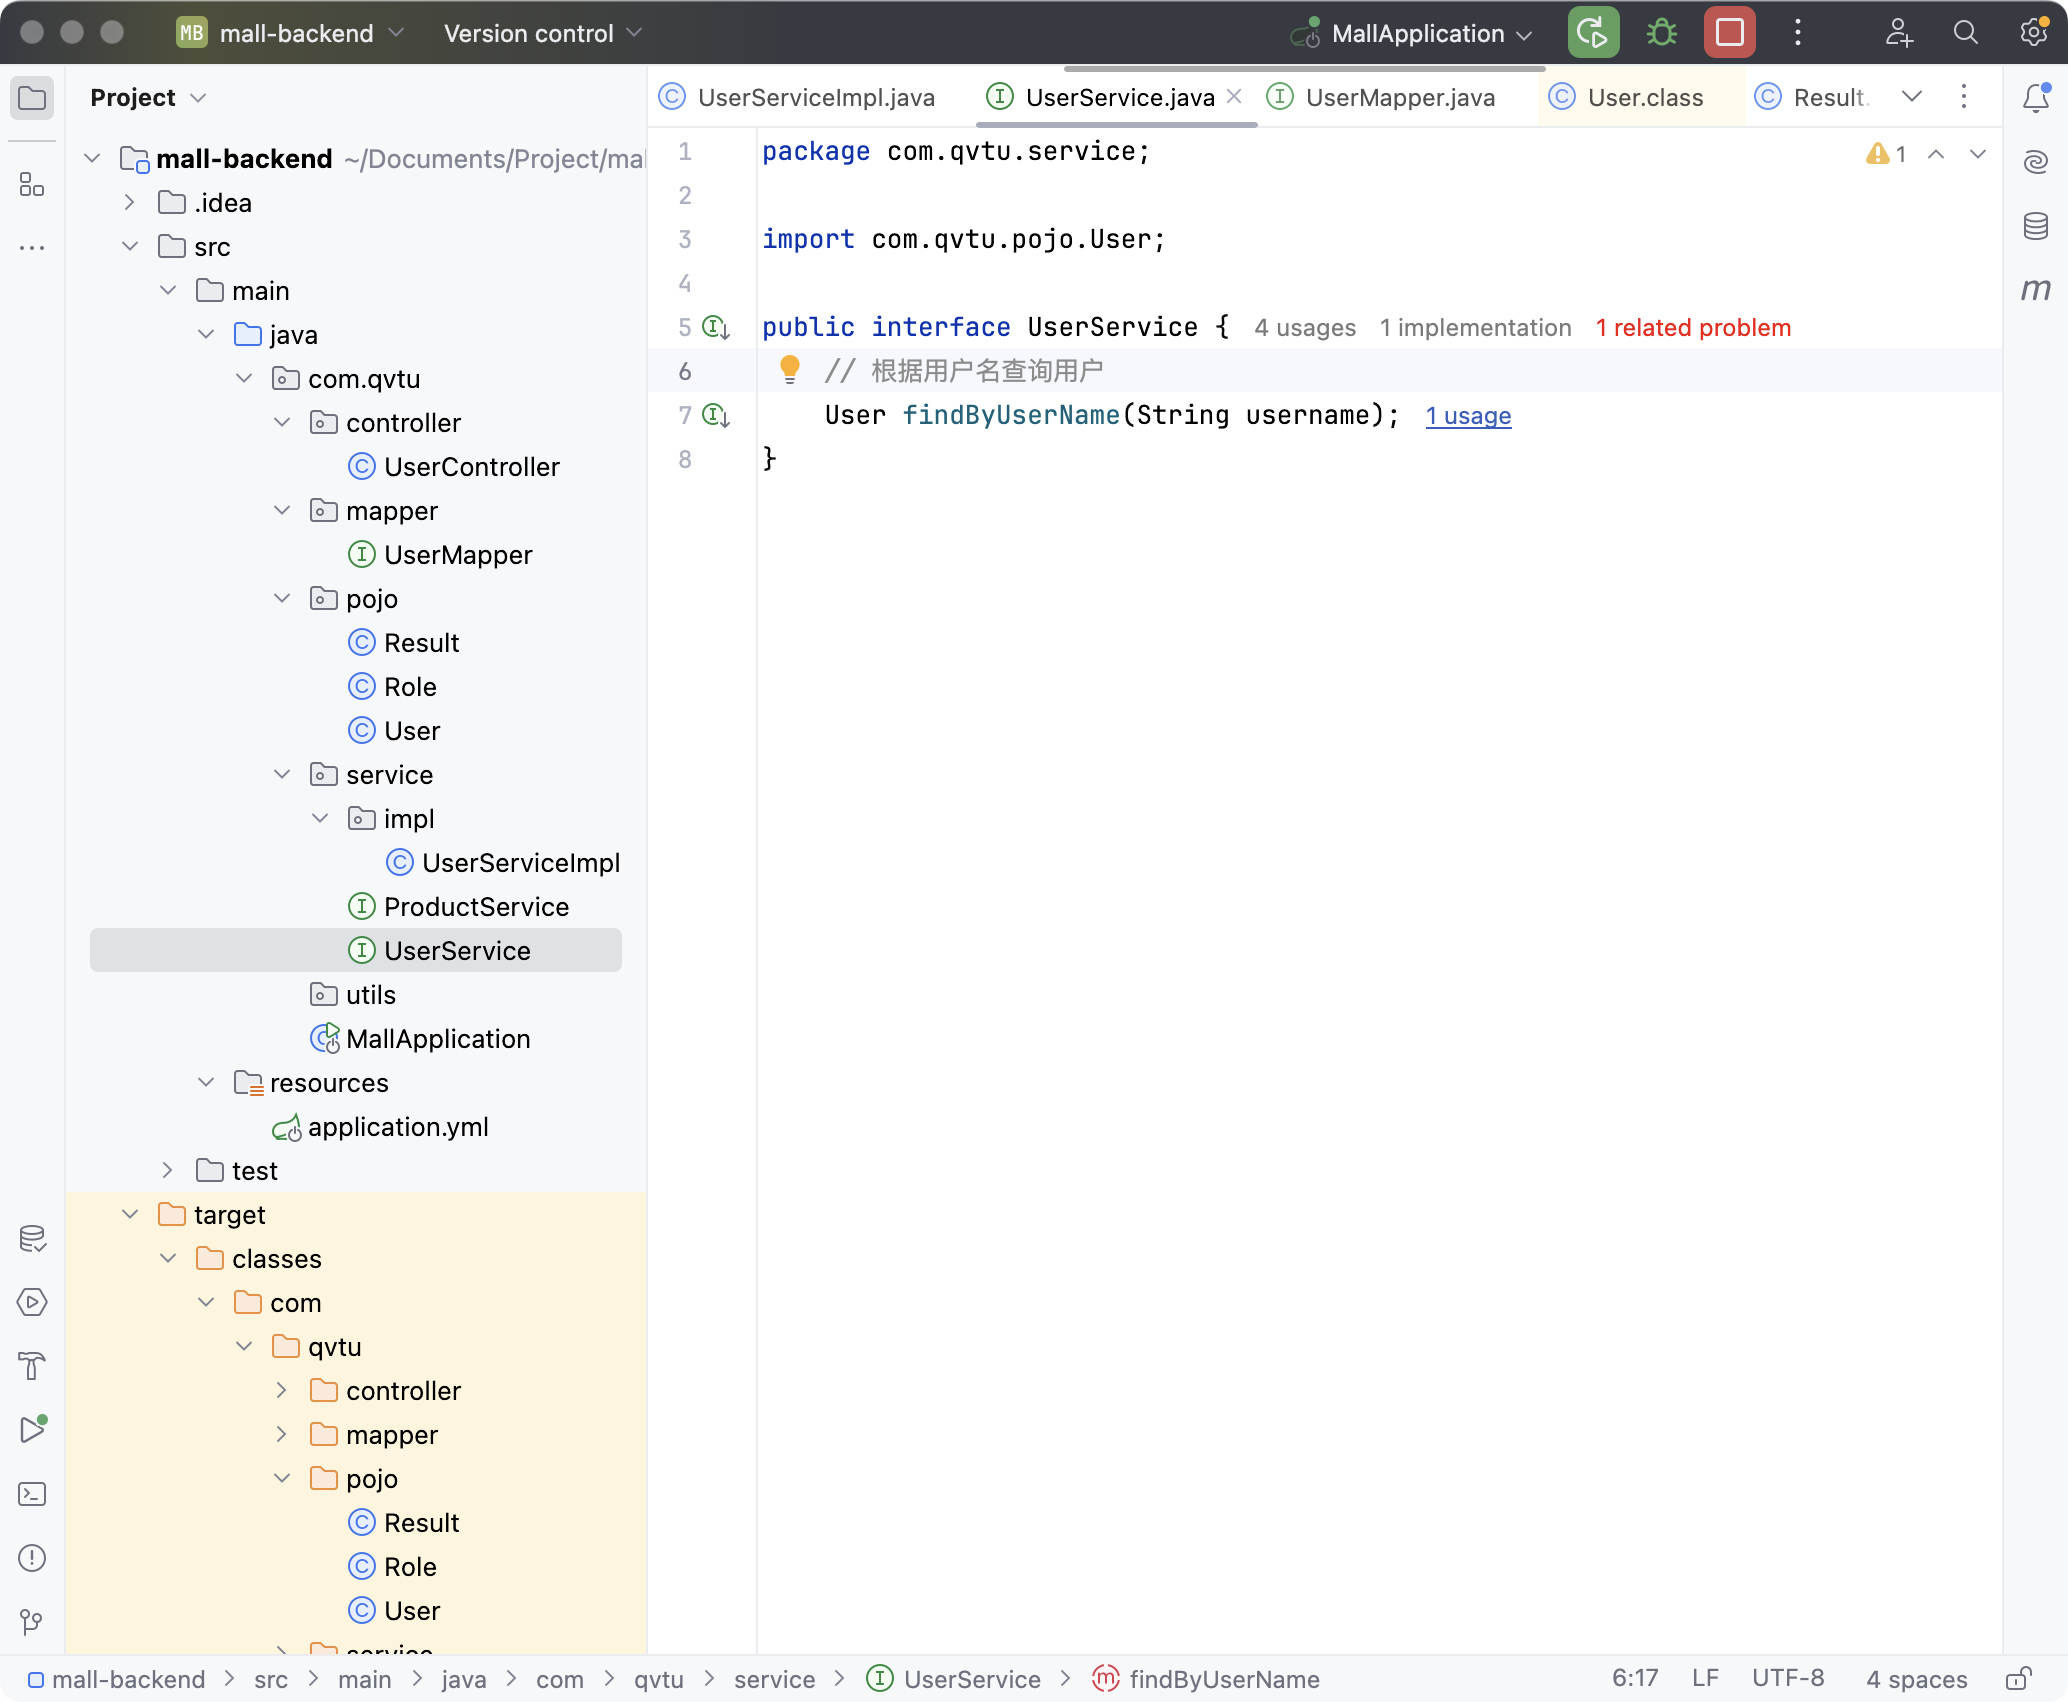 MB mall-backend Version control MallApplication
Project
UserServiceImpl.java UserService.java UserMapper.java User.class Result.
mall-backend ~/Documents/Project/mal
.idea
src
main
java
com.qvtu
controller
UserController
mapper
UserMapper
pojo
Result
Role
User
service
impl
UserServiceImpl
ProductService
UserService
utils
MallApplication
resources
application.yml
test
target
classes
com
qvtu
controller
mapper
pojo
Result
Role
User
service
1 package com.qvtu.service;
1
2
3 import com.qvtu.pojo.User;
4
5 public interface UserService { 4 usages 1 implementation 1 related problem
6 // 根据用户名查询用户
7 User findByUserName(String username); 1 usage
8 }
m
mall-backend > src > main > java > com > qvtu > service > UserService > findByUserName
6:17 LF UTF-8 4 spaces